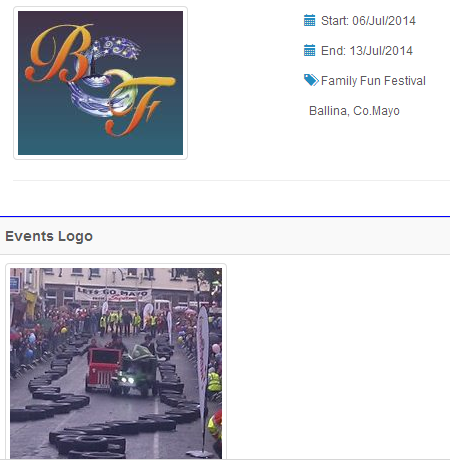 BSF
Start: 06/Jul/2014
End: 13/Jul/2014
Family Fun Festival
Ballina, Co.Mayo
Events Logo
LETS GO MAYO